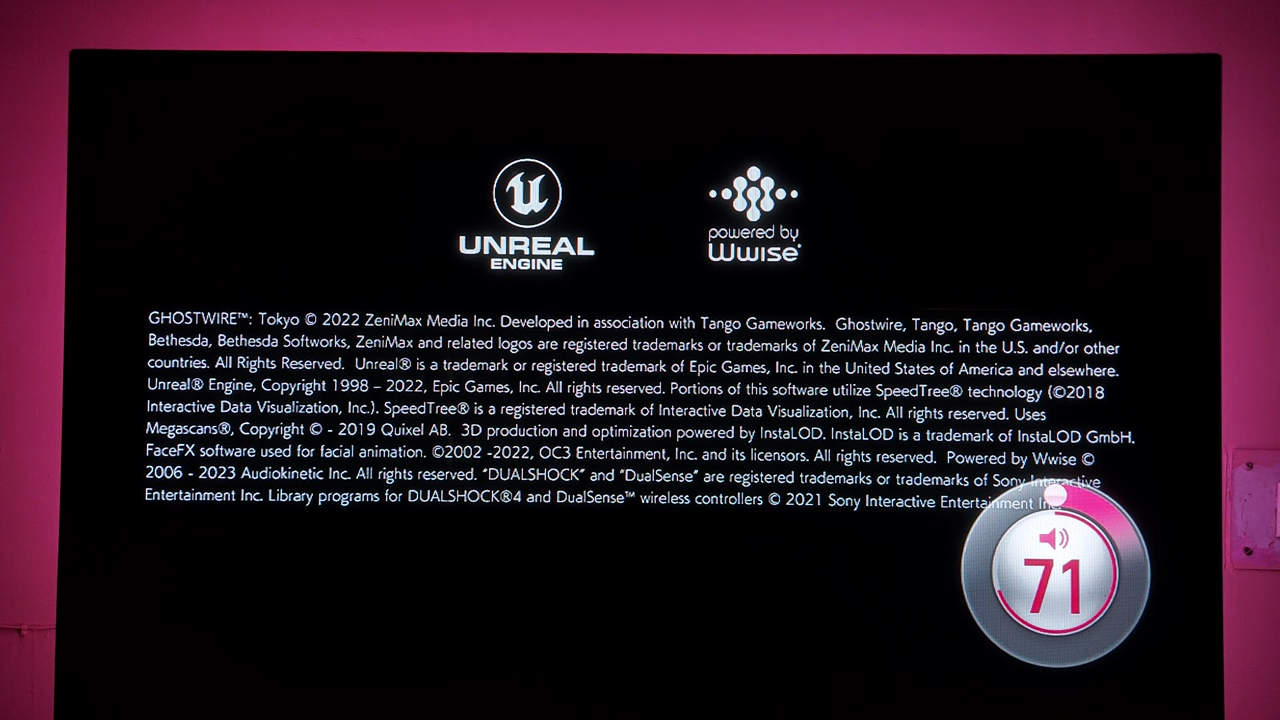 UNREAL
ENGINE
powered by
Wwise
GHOSTWIRE™: Tokyo © 2022 ZeniMax Media Inc. Developed in association with Tango Gameworks. Ghostwire, Tango, Tango Gameworks,
Bethesda, Bethesda Softworks, ZeniMax and related logos are registered trademarks or trademarks of ZeniMax Media Inc. in the U.S. and/or other
countries. All Rights Reserved. Unreal® is a trademark or registered trademark of Epic Games, Inc. in the United States of America and elsewhere.
Unreal® Engine, Copyright 1998 – 2022, Epic Games, Inc. All rights reserved. Portions of this software utilize SpeedTree® technology (©2018
Interactive Data Visualization, Inc.). SpeedTree® is a registered trademark of Interactive Data Visualization, Inc. All rights reserved. Uses
Megascans®, Copyright © - 2019 Quixel AB. 3D production and optimization powered by InstaLOD. InstaLOD is a trademark of InstaLOD GmbH.
FaceFX software used for facial animation. ©2002 -2022, OC3 Entertainment, Inc. and its licensors. All rights reserved. Powered by Wwise ©
2006 - 2023 Audiokinetic Inc. All rights reserved. “DUALSHOCK” and “DualSense” are registered trademarks or trademarks of Sony Interactive
Entertainment Inc. Library programs for DUALSHOCK®4 and DualSense™ wireless controllers © 2021 Sony Interactive Entertainment Inc.
71